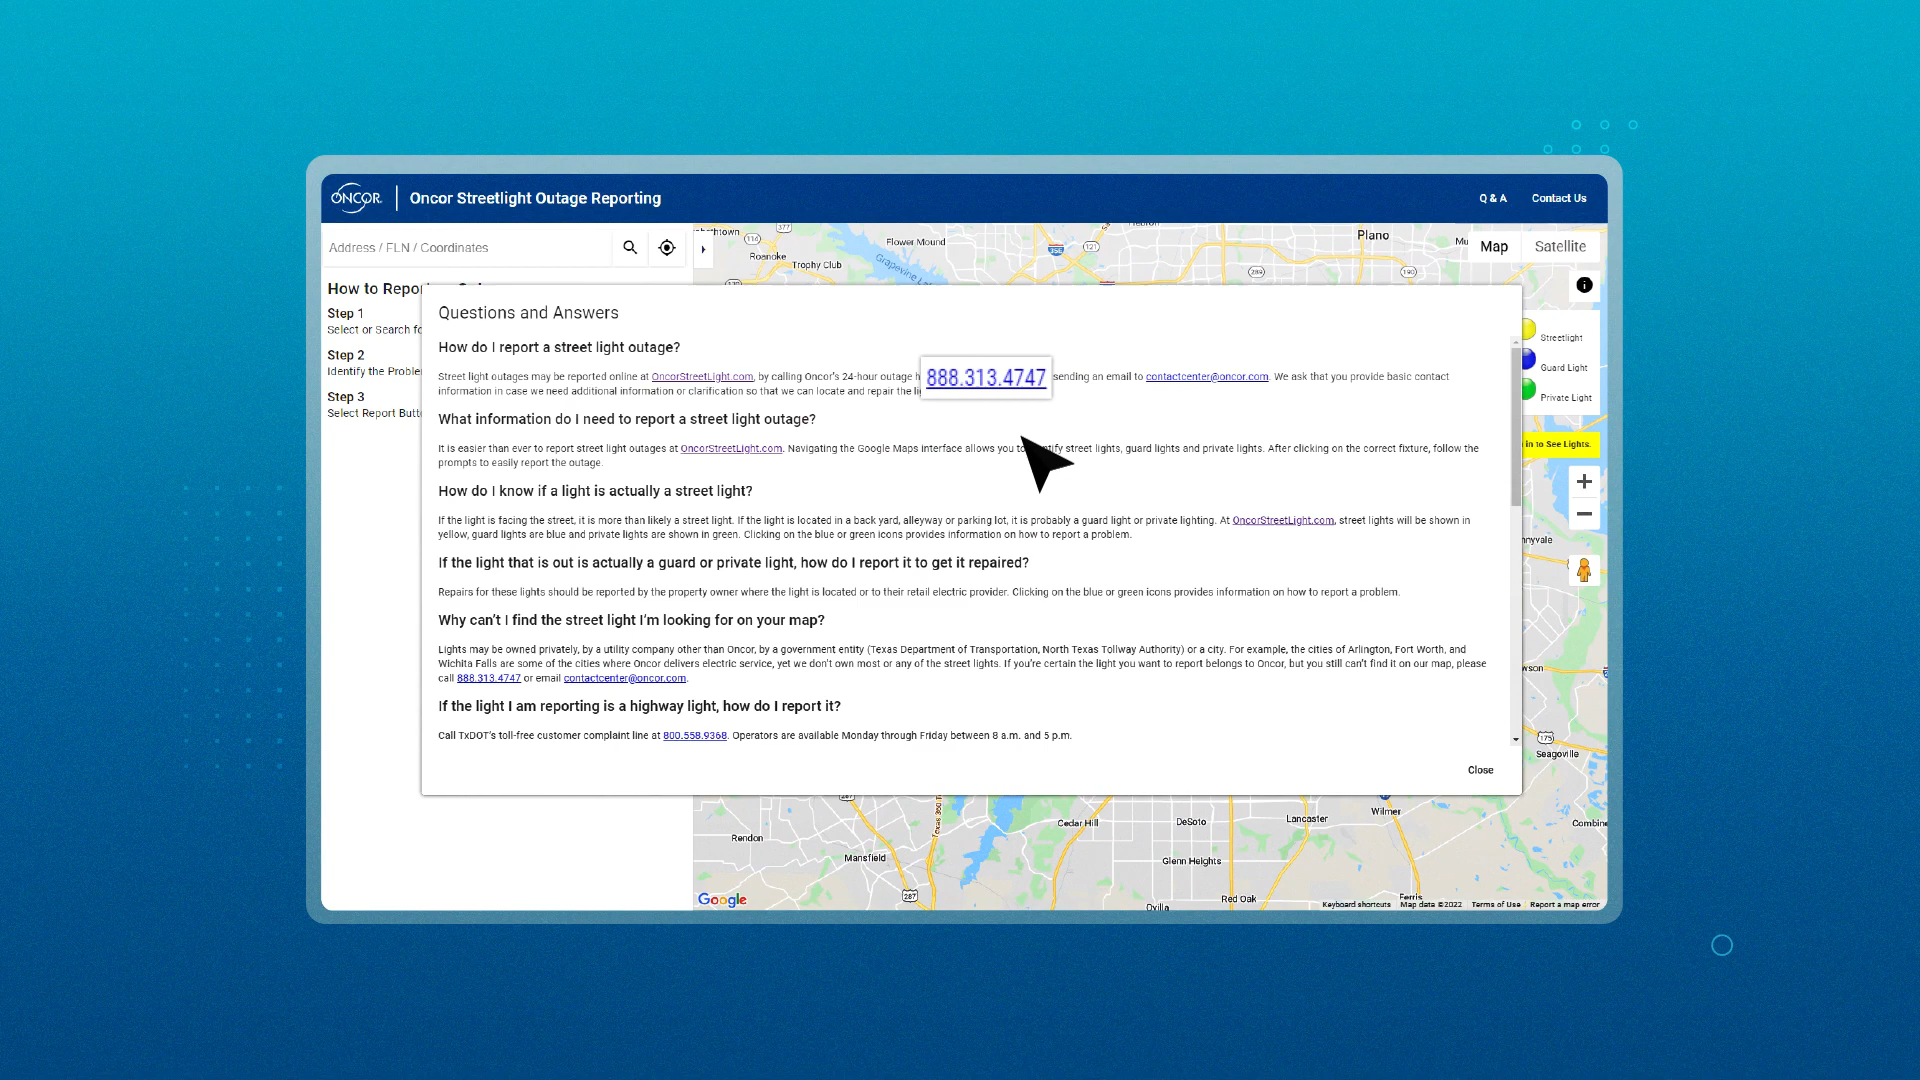 ONCOR Oncor Streetlight Outage Reporting Q & A Contact Us
Address / FLN / Coordinates
How to Repor
Step 1
Select or Search fo
Step 2
Identify the Proble
Step 3
Select Report Butt
Questions and Answers
How do I report a street light outage?
Street light outages may be reported online at OncorStreetLight.com, by calling Oncor's 24-hour outage h 888.313.4747 sending an email to contactcenter@oncor.com. We ask that you provide basic contact
information in case we need additional information or clarification so that we can locate and repair the li
What information do I need to report a street light outage?
It is easier than ever to report street light outages at OncorStreetLight.com. Navigating the Google Maps interface allows you to street lights, guard lights and private lights. After clicking on the correct fixture, follow the
prompts to easily report the outage.
How do I know if a light is actually a street light?
If the light is facing the street, it is more than likely a street light. If the light is located in a back yard, alleyway or parking lot, it is probably a guard light or private lighting. At OncorStreetLight.com, street lights will be shown in
yellow, guard lights are blue and private lights are shown in green. Clicking on the blue or green icons provides information on how to report a problem.
If the light that is out is actually a guard or private light, how do I report it to get it repaired?
Repairs for these lights should be reported by the property owner where the light is located or to their retail electric provider. Clicking on the blue or green icons provides information on how to report a problem.
Why can't I find the street light I'm looking for on your map?
Lights may be owned privately, by a utility company other than Oncor, by a government entity (Texas Department of Transportation, North Texas Tollway Authority) or a city. For example, the cities of Arlington, Fort Worth, and
Wichita Falls are some of the cities where Oncor delivers electric service, yet we don't own most or any of the street lights. If you're certain the light you want to report belongs to Oncor, but you still can't find it on our map, please
call 888.313.4747 or email contactcenter@oncor.com.
If the light I am reporting is a highway light, how do I report it?
Call TxDOT's toll-free customer complaint line at 800.558.9368. Operators are available Monday through Friday between 8 a.m. and 5 p.m.
Close
Map Satellite
Streetlight
Guard Light
Private Light
in to See Lights.
377
114
Flower Mound
121
Plano
Mu
Roanoke
Trophy Club
Grapevine La
289
190
nnyvale
wson
175
Seagoville
287
Texas 360 T
Cedar Hill
DeSoto
Lancaster
Wilmer
Combine
Rendon
Mansfield
Glenn Heights
287
Red Oak
Ferris
Ovilla
Google
Keyboard shortcuts Map data ©2022 Terms of Use Report a map error